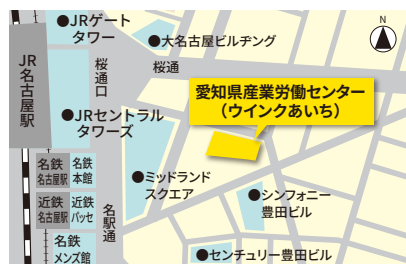 ●JRゲート
タワー
●大名古屋ビルヂング
N
JR名古屋駅
桜通口
桜通
愛知県産業労働センター
（ウインクあいち）
●JRセントラル
タワーズ
名鉄
名古屋駅
名鉄
本館
●ミッドランド
スクエア
●シンフォニー
豊田ビル
近鉄
名古屋駅
近鉄
パッセ
名駅通
名鉄
メンズ館
●センチュリー豊田ビル